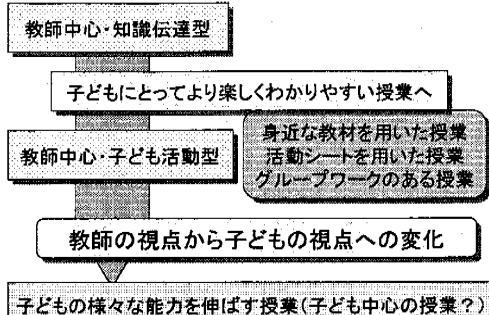 教師中心・知識伝達型
子どもにとってより楽しくわかりやすい授業へ
教師中心・子ども活動型
身近な教材を用いた授業
活動シートを用いた授業
グループワークのある授業
教師の視点から子どもの視点への変化
子どもの様々な能力を伸ばす授業(子ども中心の授業?)